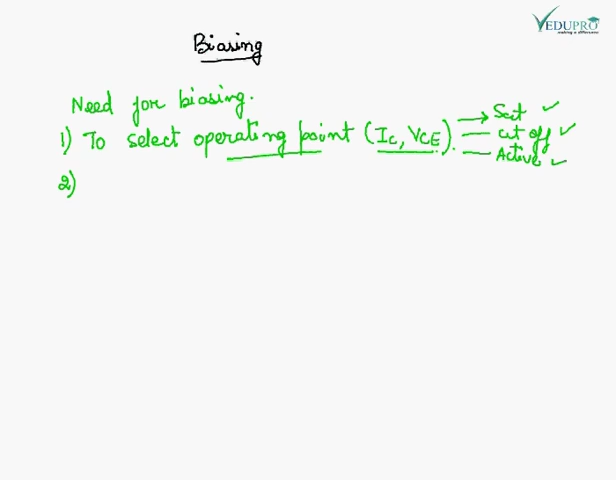 VEDUPRO
making a difference
Biasing
Need for biasing.
1) To select operating point (Ic, VCE). Sat ✓
cut off ✓
Active ✓
2)